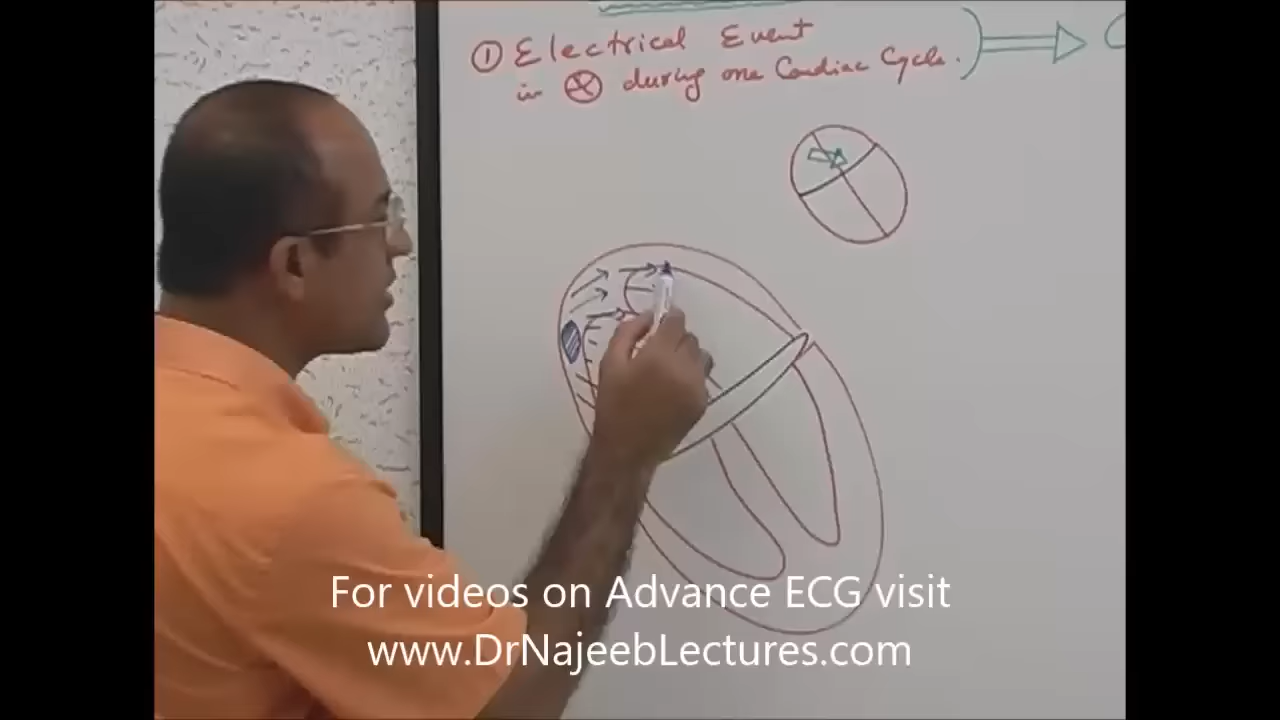 ① Electrical Event
in during one Cardiac Cycle.
For videos on Advance ECG visit
www.DrNajeebLectures.com